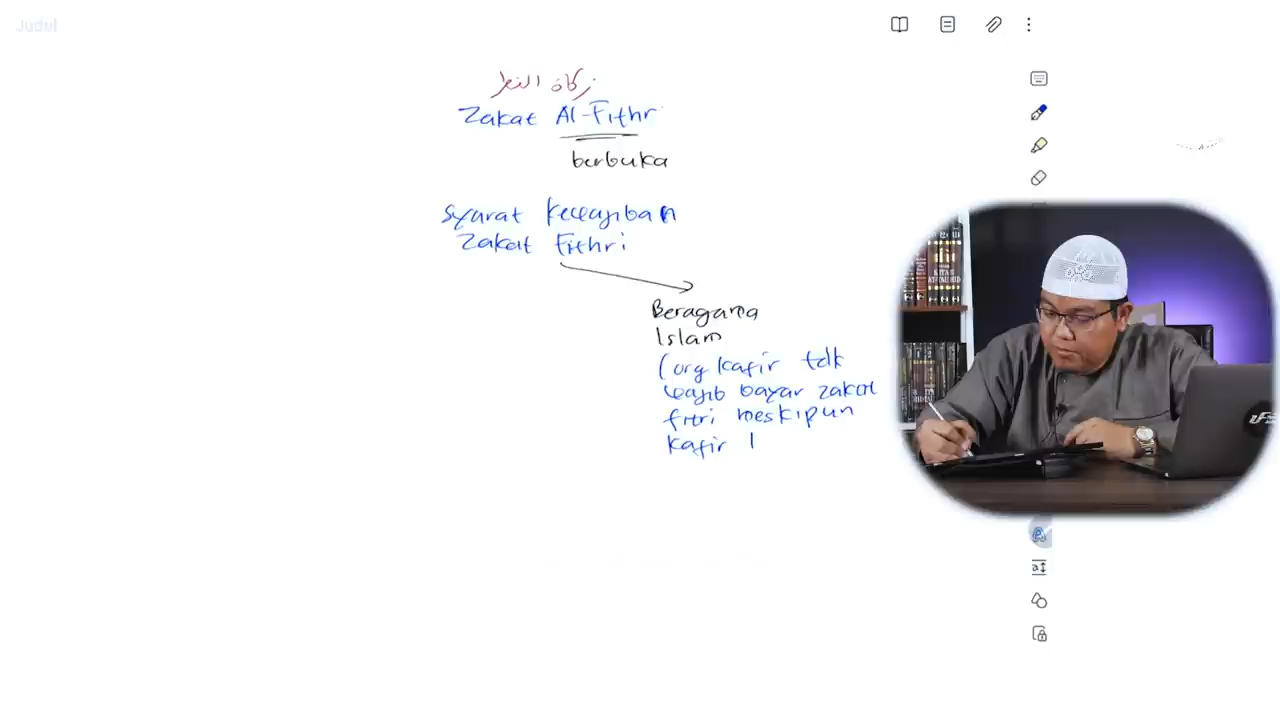 Judul
زكاة الفطر
Zakat Al-Fithr
berbuka
Syarat kewajiban
Zakat Fithri
Beragama
Islam
(org kafir tdk
wajib bayar zakat
fitri meskipun
kafir